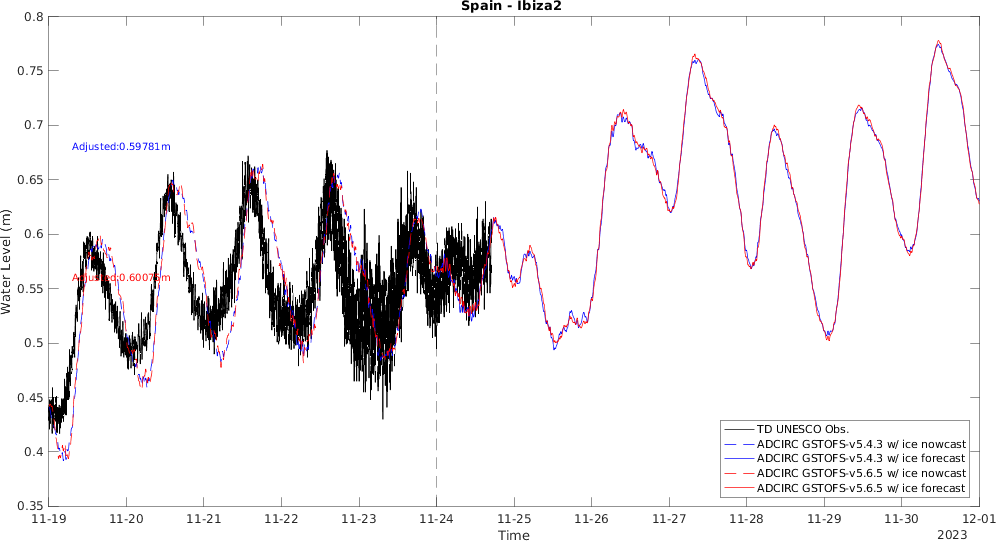 Spain - Ibiza2
0.8
0.75
0.7
0.65
0.6
0.55
0.5
0.45
0.4
0.35
Water Level (m)
Adjusted:0.59781m
TD UNESCO Obs.
ADCIRC GSTOFS-v5.4.3 w/ ice nowcast
ADCIRC GSTOFS-v5.4.3 w/ ice forecast
ADCIRC GSTOFS-v5.6.5 w/ ice nowcast
ADCIRC GSTOFS-v5.6.5 w/ ice forecast
11-19 11-20 11-21 11-22 11-23 11-24 11-25 11-26 11-27 11-28 11-29 11-30 12-01
Time
2023